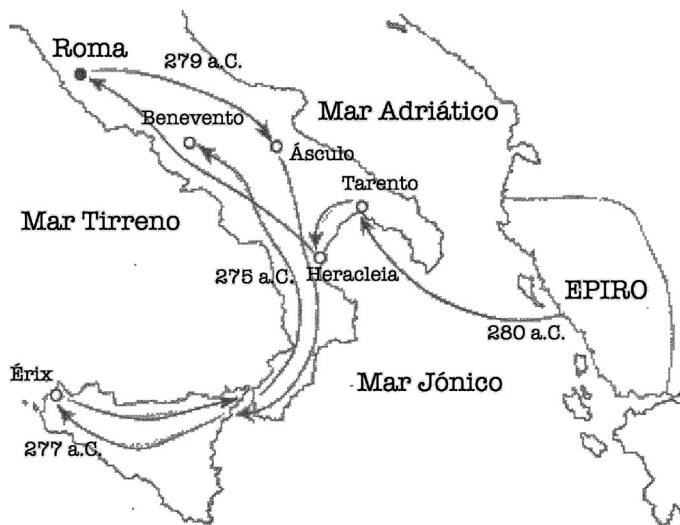 Roma
279 a.C.
Benevento
Mar Adriático
Ásculo
Tarento
Mar Tirreno
275 a.C.
Heracleia
EPIRO
280 a.C.
Érix
Mar Jónico
277 a.C.